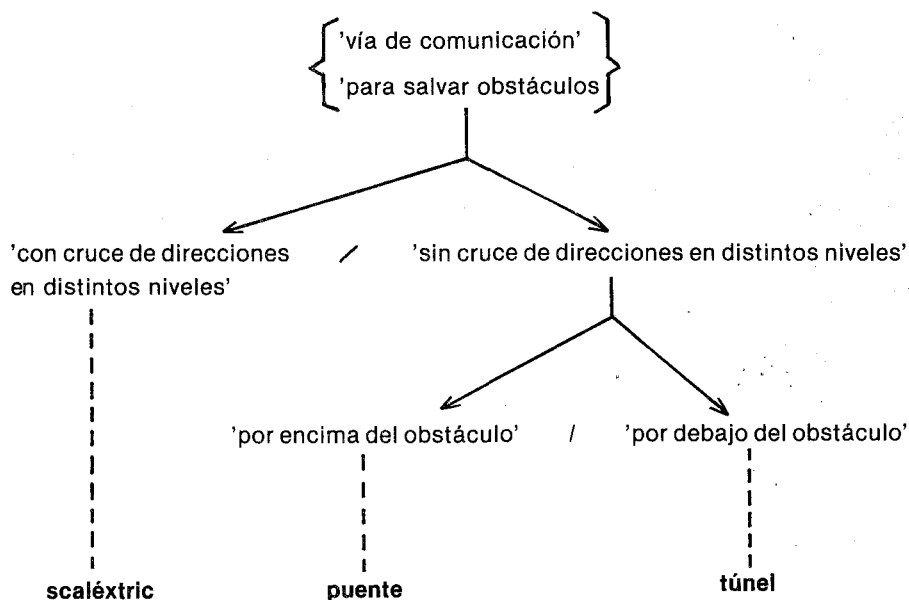 'vía de comunicación'
'para salvar obstáculos
'con cruce de direcciones / 'sin cruce de direcciones en distintos niveles'
en distintos niveles'
'por encima del obstáculo' / 'por debajo del obstáculo'
scaléxtric puente túnel